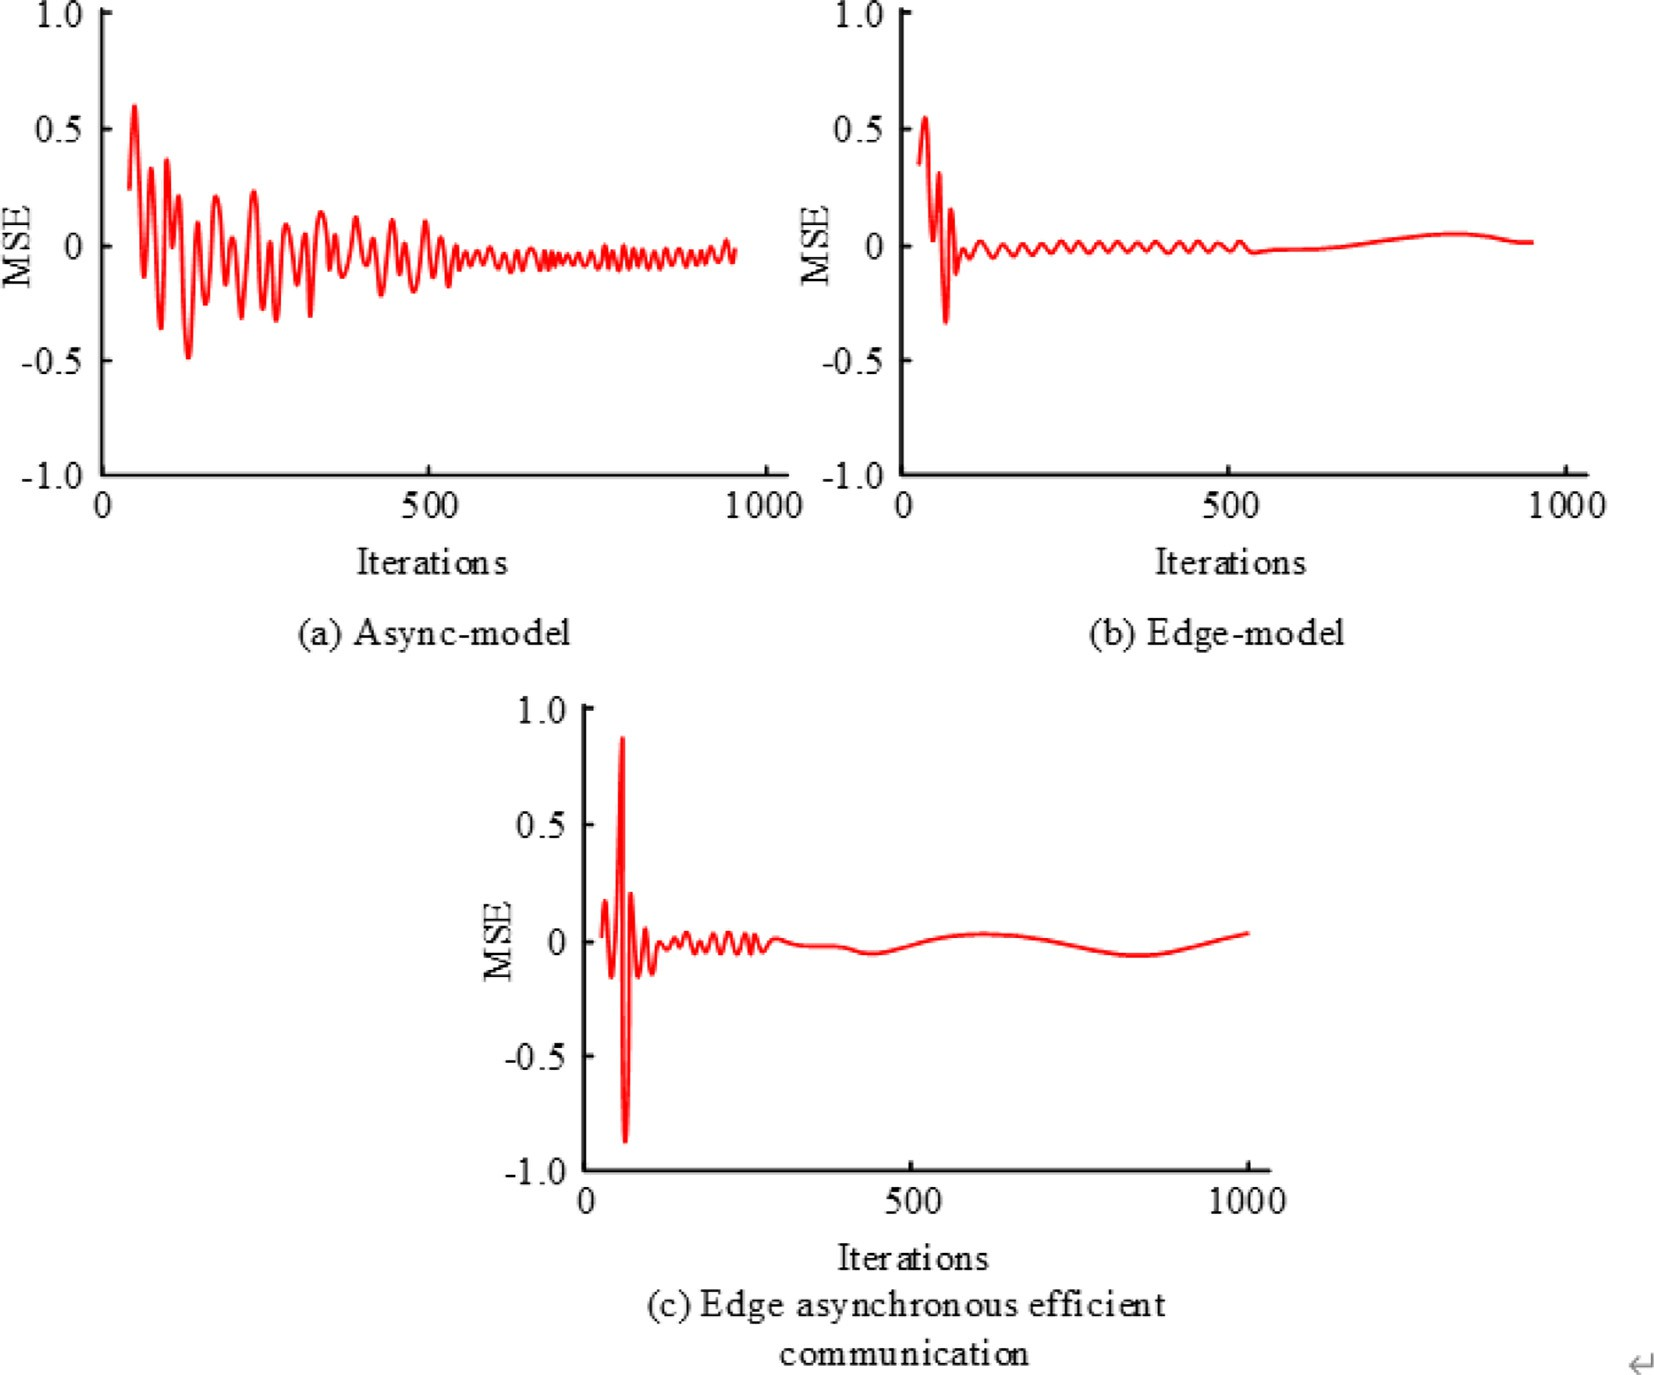 1.0
0.5
0
-0.5
-1.0
MSE
0 500 1000
Iterations
(a) Async-model
1.0
0.5
0
-0.5
-1.0
MSE
0 500 1000
Iterations
(b) Edge-model
1.0
0.5
0
-0.5
-1.0
MSE
0 500 1000
Iterations
(c) Edge asynchronous efficient
communication